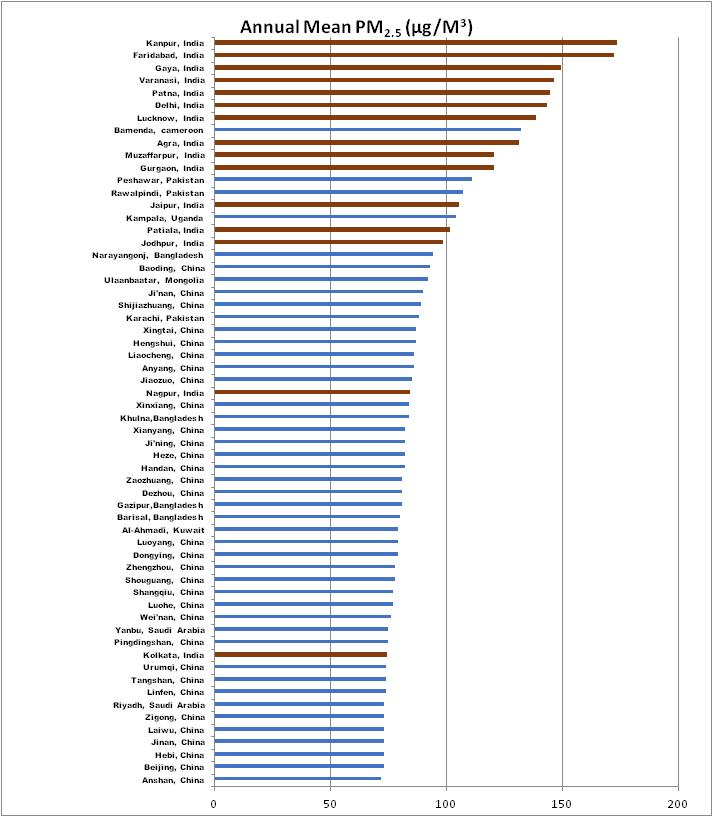 Annual Mean PM2.5 (µg/M³)
Kanpur, India
Faridabad, India
Gaya, India
Varanasi, India
Patna, India
Delhi, India
Lucknow, India
Bamenda, cameroon
Agra, India
Muzaffarpur, India
Gurgaon, India
Peshawar, Pakistan
Rawalpindi, Pakistan
Jaipur, India
Kampala, Uganda
Patiala, India
Jodhpur, India
Narayangonj, Bangladesh
Baoding, China
Ulaanbaatar, Mongolia
Ji'nan, China
Shijiazhuang, China
Karachi, Pakistan
Xingtai, China
Hengshui, China
Liaocheng, China
Anyang, China
Jiaozuo, China
Nagpur, India
Xinxiang, China
Khulna,Bangladesh
Xianyang, China
Ji'ning, China
Heze, China
Handan, China
Zaozhuang, China
Dezhou, China
Gazipur,Bangladesh
Barisal, Bangladesh
Al-Ahmadi, Kuwait
Luoyang, China
Dongying, China
Zhengzhou, China
Shouguang, China
Shangqiu, China
Luohe, China
Wei'nan, China
Yanbu, Saudi Arabia
Pingdingshan, China
Kolkata, India
Urumqi, China
Tangshan, China
Linfen, China
Riyadh, Saudi Arabia
Zigong, China
Laiwu, China
Jinan, China
Hebi, China
Beijing, China
Anshan, China
0 50 100 150 200